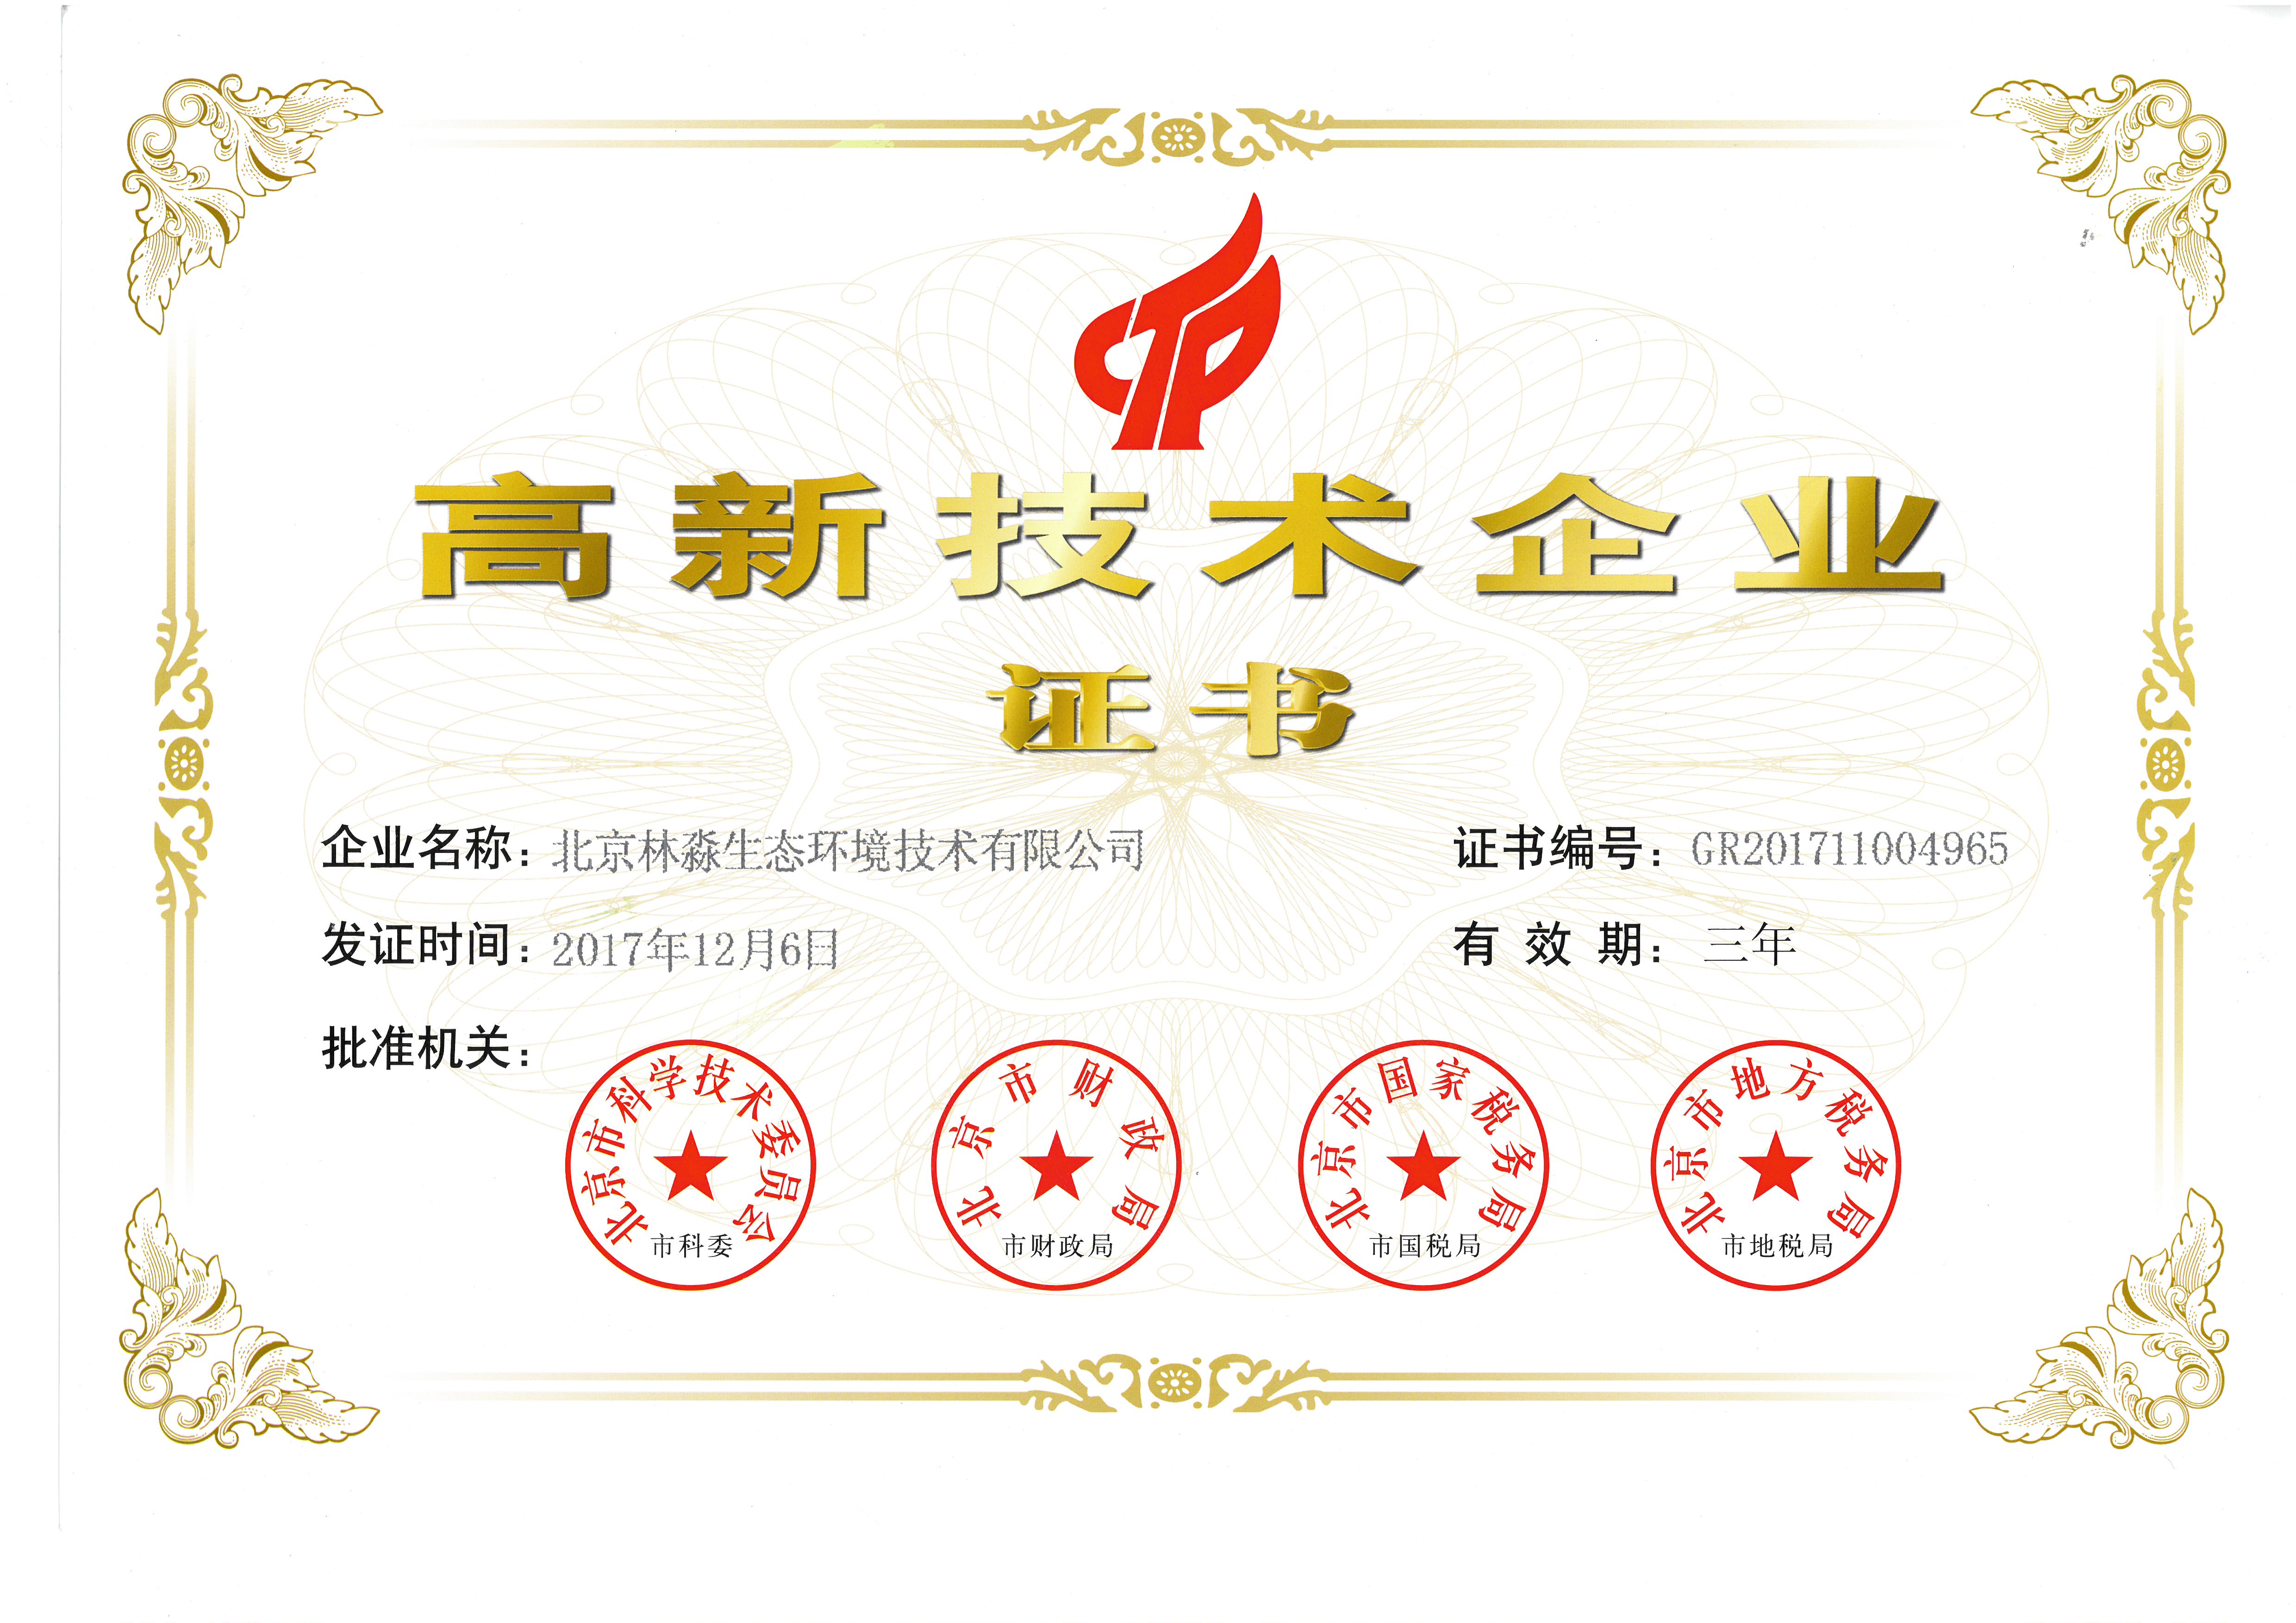 高新技术企业
证书
企业名称：北京林淼生态环境技术有限公司
证书编号：GR201711004965
发证时间：2017年12月6日
有效期：三年
批准机关：
北京市科学技术委员会
市科委
北京市财政局
市财政局
北京市国家税务局
市国税局
北京市地方税务局
市地税局